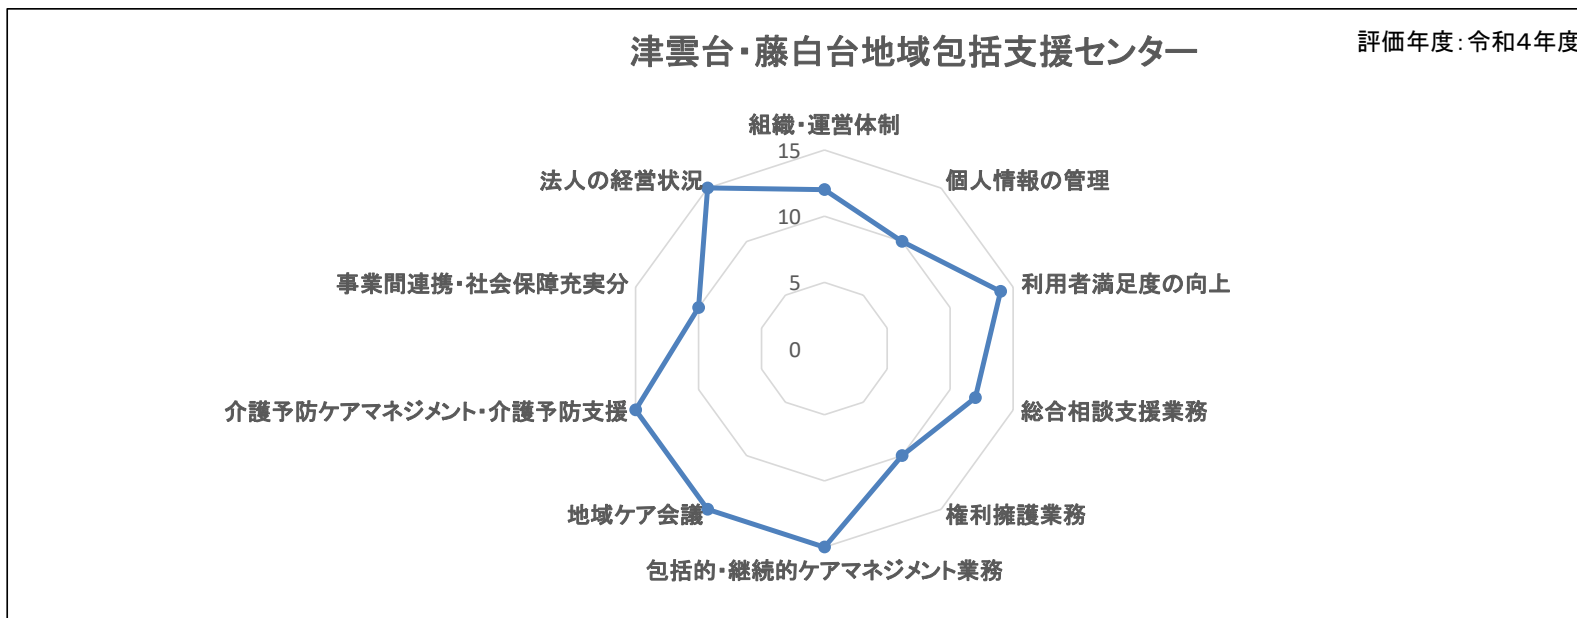 津雲台・藤白台地域包括支援センター
評価年度：令和４年度
組織・運営体制
15
法人の経営状況
個人情報の管理
10
事業間連携・社会保障充実分
5
利用者満足度の向上
0
介護予防ケアマネジメント・介護予防支援
総合相談支援業務
地域ケア会議
権利擁護業務
包括的・継続的ケアマネジメント業務